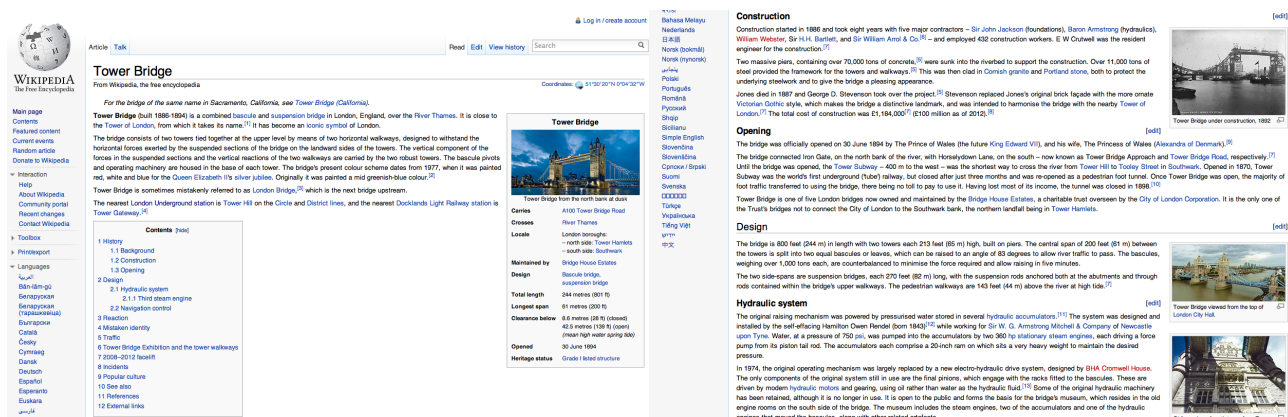 Log in / create account
WIKIPEDIA
The Free Encyclopedia
Main page
Contents
Featured content
Current events
Random article
Donate to Wikipedia
Interaction
Help
About Wikipedia
Community portal
Recent changes
Contact Wikipedia
Toolbox
Print/export
Languages
العربية
Bân-lâm-gú
Беларуская
Беларуская
(тарашкевіца)
Български
Català
Česky
Cymraeg
Dansk
Deutsch
Español
Esperanto
Euskara
فارسی
Article Talk
Read Edit View history Search
Tower Bridge
From Wikipedia, the free encyclopedia
Coordinates: 51°30′20″N 0°04′32″W
For the bridge of the same name in Sacramento, California, see Tower Bridge (California).
Tower Bridge (built 1886-1894) is a combined bascule and suspension bridge in London, England, over the River Thames. It is close to
the Tower of London, from which it takes its name.[1] It has become an iconic symbol of London.
The bridge consists of two towers tied together at the upper level by means of two horizontal walkways, designed to withstand the
horizontal forces exerted by the suspended sections of the bridge on the landward sides of the towers. The vertical component of the
forces in the suspended sections and the vertical reactions of the two walkways are carried by the two robust towers. The bascule pivots
and operating machinery are housed in the base of each tower. The bridge's present colour scheme dates from 1977, when it was painted
red, white and blue for the Queen Elizabeth II's silver jubilee. Originally it was painted a mid greenish-blue colour.[2]
Tower Bridge is sometimes mistakenly referred to as London Bridge,[3] which is the next bridge upstream.
The nearest London Underground station is Tower Hill on the Circle and District lines, and the nearest Docklands Light Railway station is
Tower Gateway.[4]
Contents [hide]
1 History
1.1 Background
1.2 Construction
1.3 Opening
2 Design
2.1 Hydraulic system
2.1.1 Third steam engine
2.2 Navigation control
3 Reaction
4 Mistaken identity
5 Traffic
6 Tower Bridge Exhibition and the tower walkways
7 2008–2012 facelift
8 Incidents
9 Popular culture
10 See also
11 References
12 External links
Tower Bridge
Tower Bridge from the north bank at dusk
Carries A100 Tower Bridge Road
Crosses River Thames
Locale London boroughs:
– north side: Tower Hamlets
– south side: Southwark
Maintained by Bridge House Estates
Design Bascule bridge,
suspension bridge
Total length 244 metres (801 ft)
Longest span 61 metres (200 ft)
Clearance below 8.6 metres (28 ft) (closed)
42.5 metres (139 ft) (open)
(mean high water spring tide)
Opened 30 June 1894
Heritage status Grade I listed structure
Bahasa Melayu
Nederlands
日本語
Norsk (bokmål)
Norsk (nynorsk)
پنجابی
Polski
Português
Română
Русский
Shqip
Sicilianu
Simple English
Slovenčina
Slovenščina
Српски / Srpski
Suomi
Svenska
Türkçe
Українська
Tiếng Việt
ייִדיש
中文
Construction [edit]
Construction started in 1886 and took eight years with five major contractors – Sir John Jackson (foundations), Baron Armstrong (hydraulics),
William Webster, Sir H.H. Bartlett, and Sir William Arrol & Co.[6] – and employed 432 construction workers. E W Crutwell was the resident
engineer for the construction.[7]
Two massive piers, containing over 70,000 tons of concrete,[5] were sunk into the riverbed to support the construction. Over 11,000 tons of
steel provided the framework for the towers and walkways.[5] This was then clad in Cornish granite and Portland stone, both to protect the
underlying steelwork and to give the bridge a pleasing appearance.
Jones died in 1887 and George D. Stevenson took over the project.[5] Stevenson replaced Jones's original brick façade with the more ornate
Victorian Gothic style, which makes the bridge a distinctive landmark, and was intended to harmonise the bridge with the nearby Tower of
London.[7] The total cost of construction was £1,184,000[7] (£100 million as of 2012).[8]
Tower Bridge under construction, 1892
Opening [edit]
The bridge was officially opened on 30 June 1894 by The Prince of Wales (the future King Edward VII), and his wife, The Princess of Wales (Alexandra of Denmark).[9]
The bridge connected Iron Gate, on the north bank of the river, with Horselydown Lane, on the south – now known as Tower Bridge Approach and Tower Bridge Road, respectively.[7]
Until the bridge was opened, the Tower Subway – 400 m to the west – was the shortest way to cross the river from Tower Hill to Tooley Street in Southwark. Opened in 1870, Tower
Subway was the world's first underground ('tube') railway, but closed after just three months and was re-opened as a pedestrian foot tunnel. Once Tower Bridge was open, the majority of
foot traffic transferred to using the bridge, there being no toll to pay to use it. Having lost most of its income, the tunnel was closed in 1898.[10]
Tower Bridge is one of five London bridges now owned and maintained by the Bridge House Estates, a charitable trust overseen by the City of London Corporation. It is the only one of
the Trust's bridges not to connect the City of London to the Southwark bank, the northern landfall being in Tower Hamlets.
Design [edit]
The bridge is 800 feet (244 m) in length with two towers each 213 feet (65 m) high, built on piers. The central span of 200 feet (61 m) between
the towers is split into two equal bascules or leaves, which can be raised to an angle of 83 degrees to allow river traffic to pass. The bascules,
weighing over 1,000 tons each, are counterbalanced to minimise the force required and allow raising in five minutes.
The two side-spans are suspension bridges, each 270 feet (82 m) long, with the suspension rods anchored both at the abutments and through
rods contained within the bridge's upper walkways. The pedestrian walkways are 143 feet (44 m) above the river at high tide.[7]
Tower Bridge viewed from the top of
London City Hall.
Hydraulic system [edit]
The original raising mechanism was powered by pressurised water stored in several hydraulic accumulators.[11] The system was designed and
installed by the self-effacing Hamilton Owen Rendel (born 1843)[12] while working for Sir W. G. Armstrong Mitchell & Company of Newcastle
upon Tyne. Water, at a pressure of 750 psi, was pumped into the accumulators by two 360 hp stationary steam engines, each driving a force
pump from its piston tail rod. The accumulators each comprise a 20-inch ram on which sits a very heavy weight to maintain the desired
pressure.
In 1974, the original operating mechanism was largely replaced by a new electro-hydraulic drive system, designed by BHA Cromwell House.
The only components of the original system still in use are the final pinions, which engage with the racks fitted to the bascules. These are
driven by modern hydraulic motors and gearing, using oil rather than water as the hydraulic fluid.[13] Some of the original hydraulic machinery
has been retained, although it is no longer in use. It is open to the public and forms the basis for the bridge's museum, which resides in the old
engine rooms on the south side of the bridge. The museum includes the steam engines, two of the accumulators and one of the hydraulic